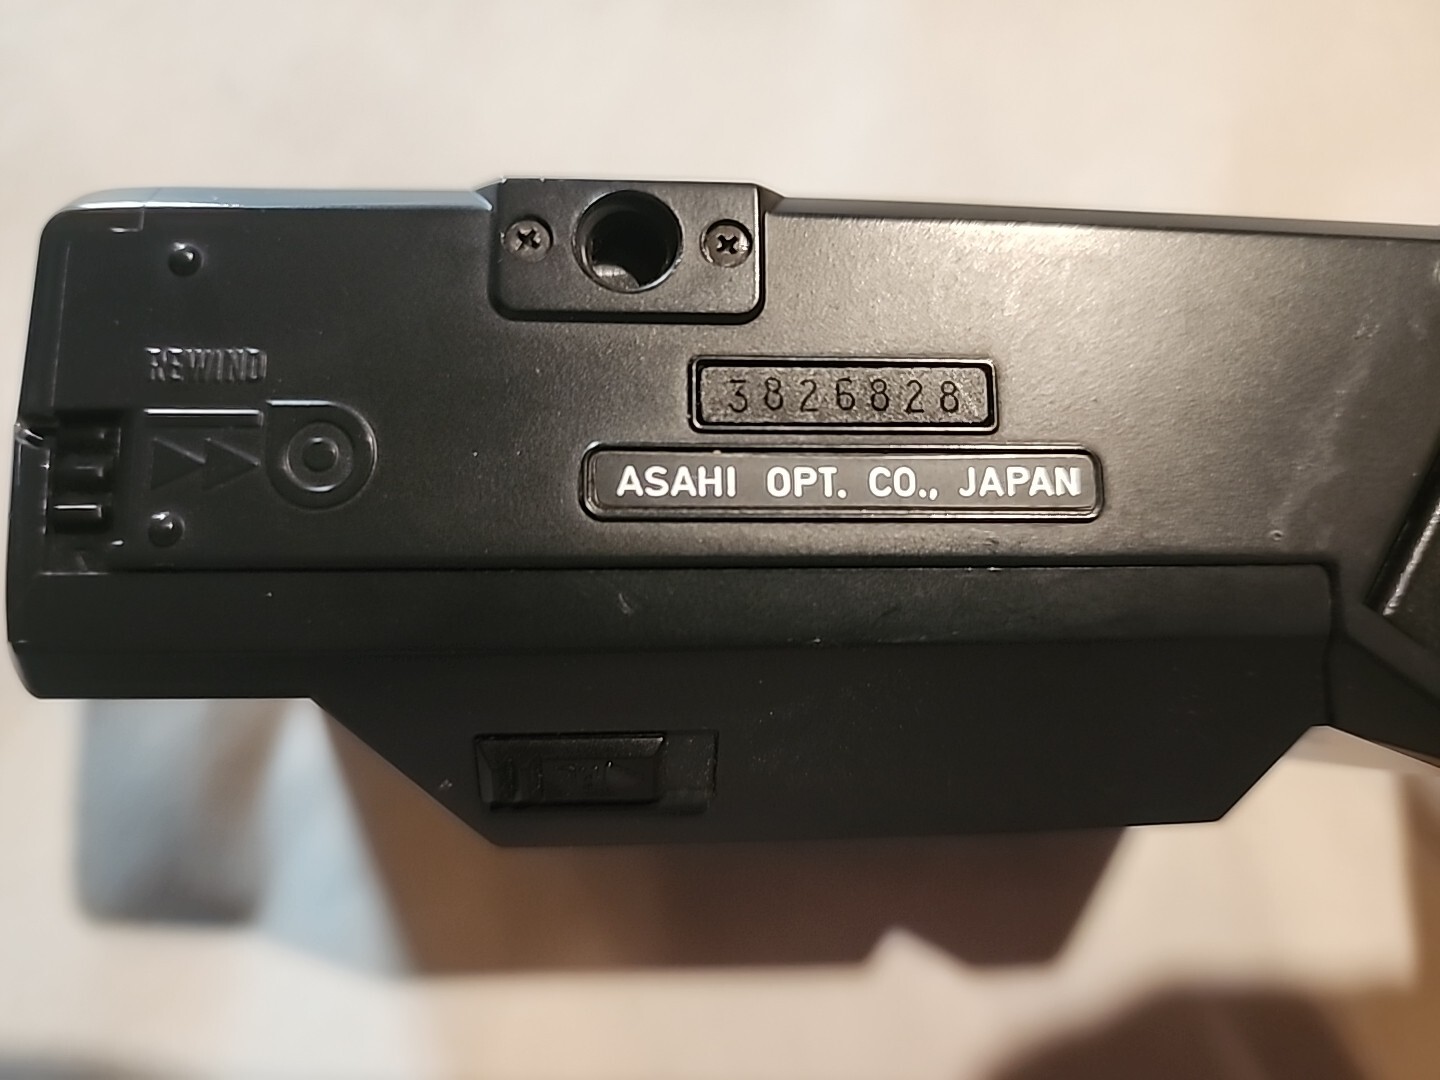 REWIND
3826828
ASAHI OPT. CO., JAPAN